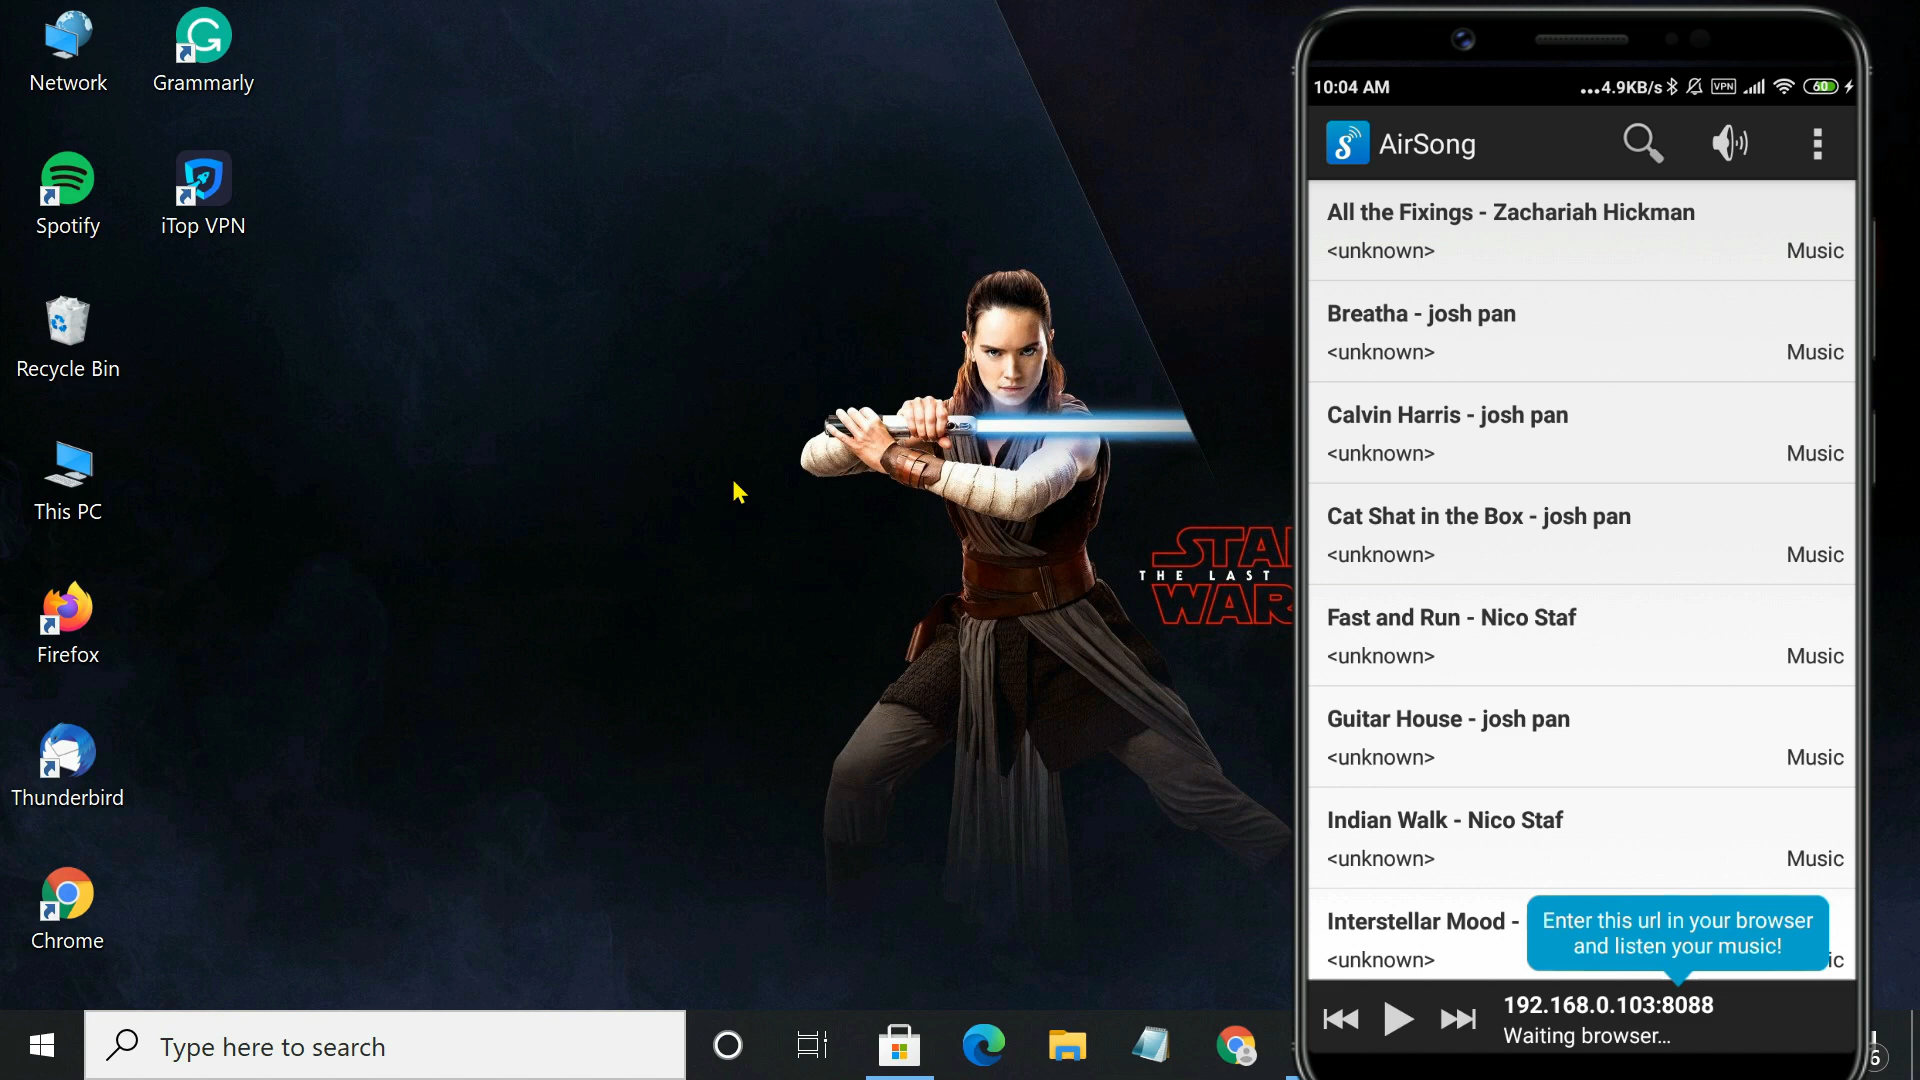 Network
Grammarly
Spotify
iTop VPN
Recycle Bin
This PC
Firefox
Thunderbird
Chrome
STA
THE LAST
WAR
Type here to search
10:04 AM
...4.9KB/s
VPN
60
AirSong
All the Fixings - Zachariah Hickman
<unknown> Music
Breatha - josh pan
<unknown> Music
Calvin Harris - josh pan
<unknown> Music
Cat Shat in the Box - josh pan
<unknown> Music
Fast and Run - Nico Staf
<unknown> Music
Guitar House - josh pan
<unknown> Music
Indian Walk - Nico Staf
<unknown> Music
Interstellar Mood -
<unknown> ic
Enter this url in your browser
and listen your music!
192.168.0.103:8088
Waiting browser...
6